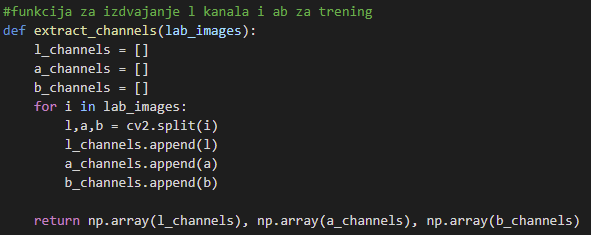 #funkcija za izdvajanje l kanala i ab za trening
def extract_channels(lab_images):
    l_channels = []
    a_channels = []
    b_channels = []
    for i in lab_images:
        l,a,b = cv2.split(i)
        l_channels.append(l)
        a_channels.append(a)
        b_channels.append(b)

    return np.array(l_channels), np.array(a_channels), np.array(b_channels)